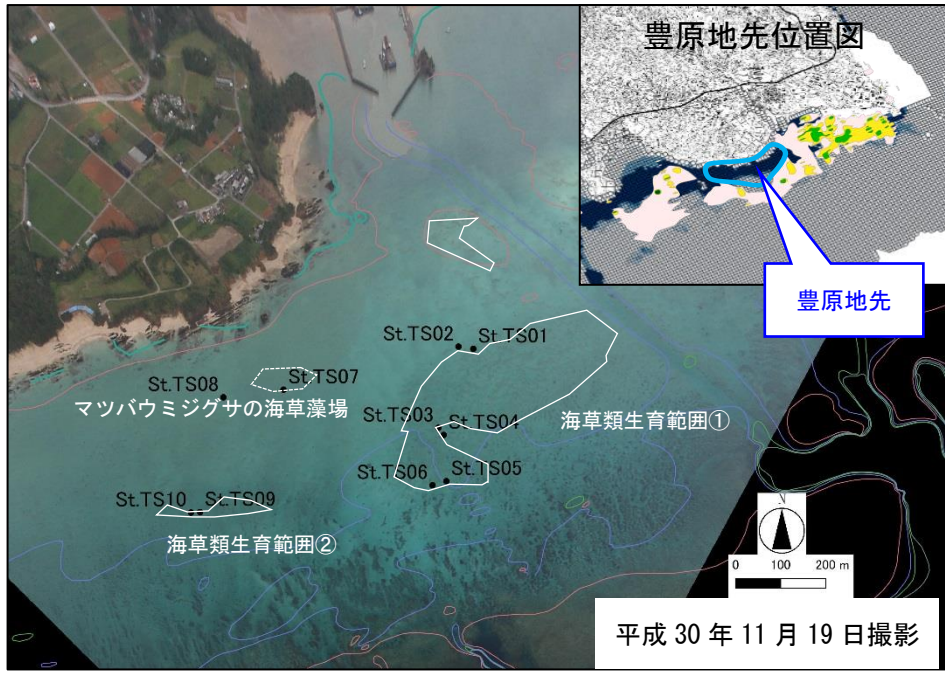 豊原地先位置図
豊原地先
St.TS02
St.TS01
St.TS07
St.TS08
マツバウミジグサの海草藻場
St.TS03
St.TS04
海草類生育範囲①
St.TS06
St.TS05
St.TS10
St.TS09
海草類生育範囲②
0 100 200 m
平成 30 年 11 月 19 日撮影